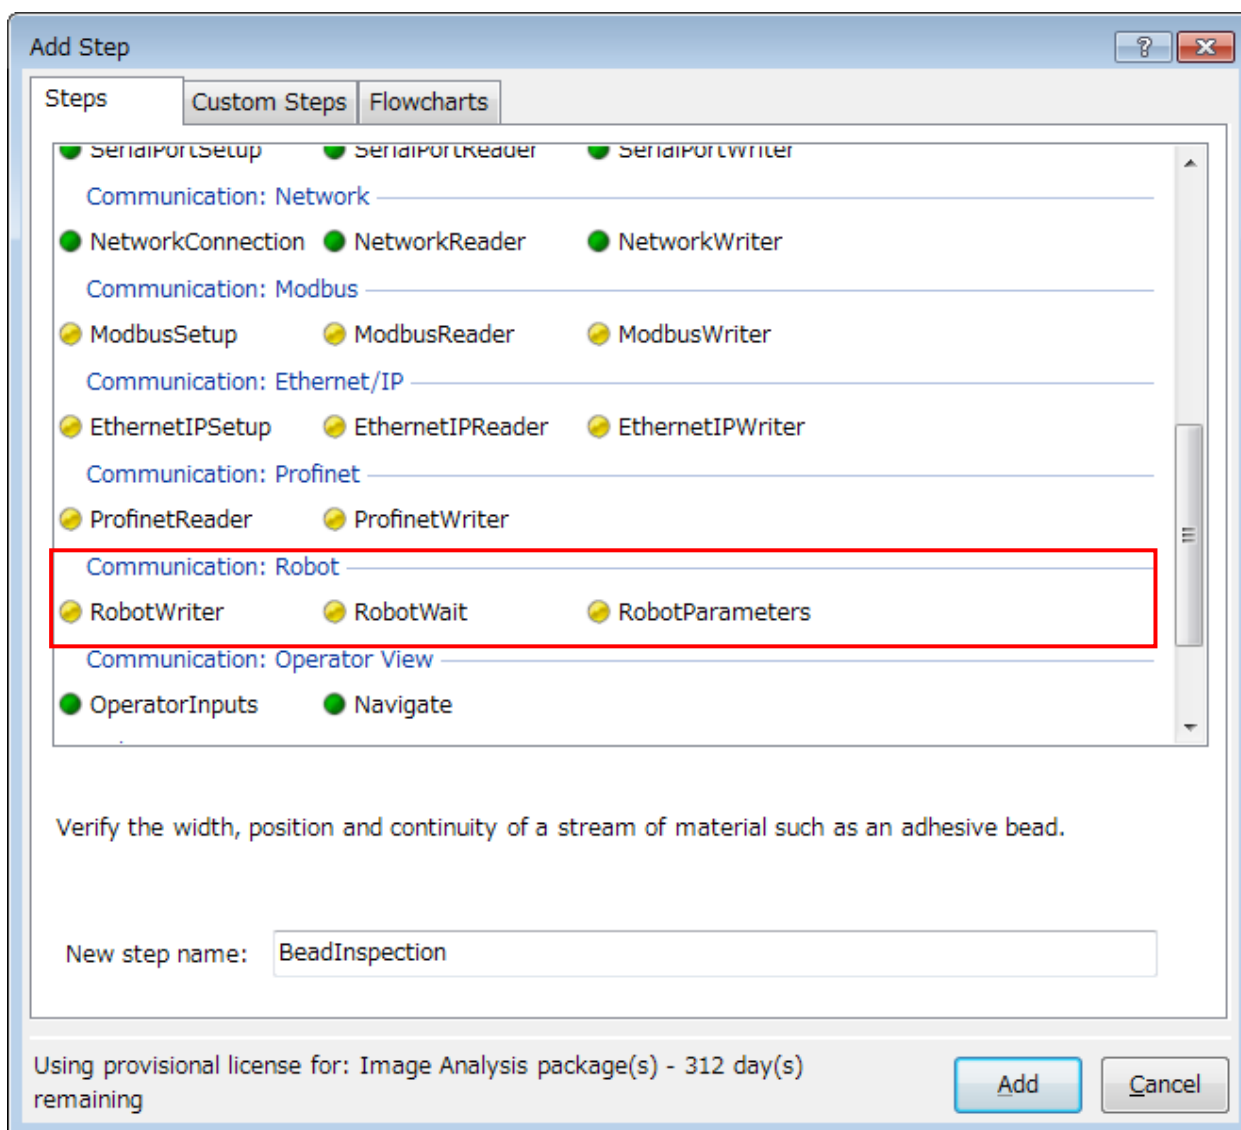 Add Step
Steps Custom Steps Flowcharts
SerialPortSetup SerialPortReader SerialPortWriter
Communication: Network
NetworkConnection NetworkReader NetworkWriter
Communication: Modbus
ModbusSetup ModbusReader ModbusWriter
Communication: Ethernet/IP
EthernetIPSetup EthernetIPReader EthernetIPWriter
Communication: Profinet
ProfinetReader ProfinetWriter
Communication: Robot
RobotWriter RobotWait RobotParameters
Communication: Operator View
OperatorInputs Navigate
Verify the width, position and continuity of a stream of material such as an adhesive bead.
New step name: BeadInspection
Using provisional license for: Image Analysis package(s) - 312 day(s)
remaining
Add Cancel